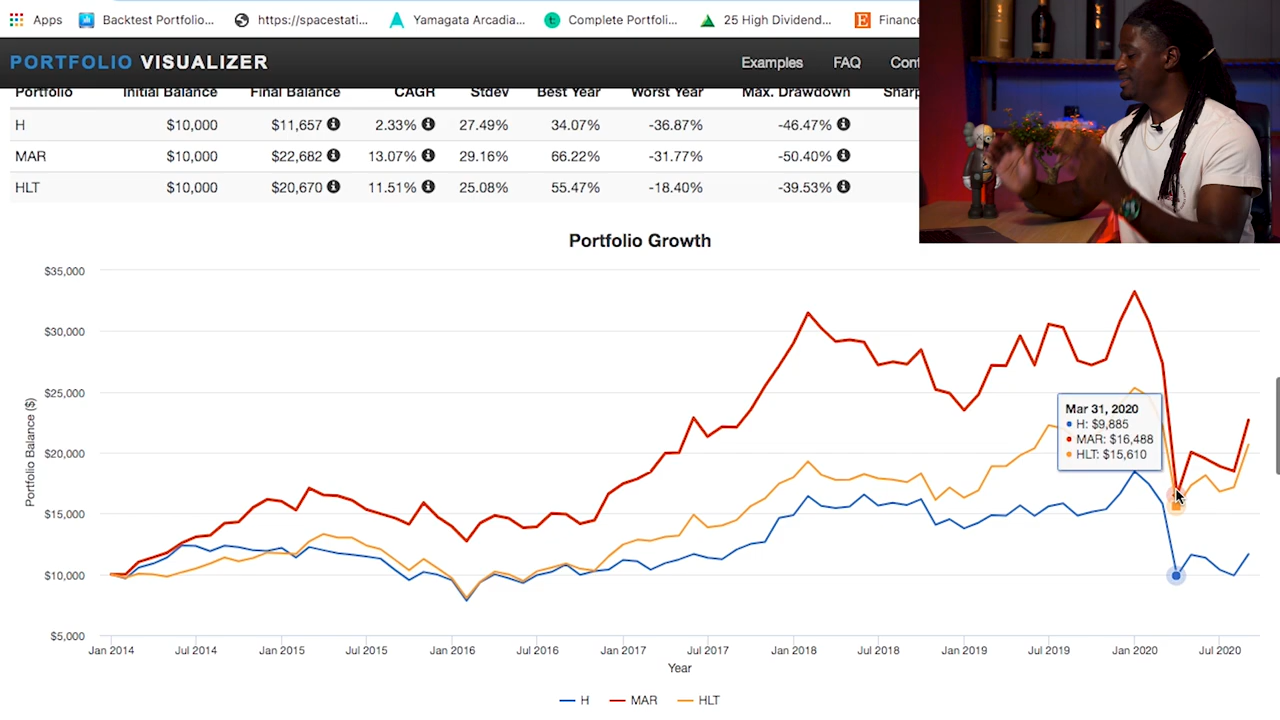 Apps Backtest Portfolio... https://spacestati... Yamagata Arcadia... Complete Portfoli... 25 High Dividend... Finance
PORTFOLIO VISUALIZER Examples FAQ
Portfolio Initial Balance Final Balance CAGR Stdev Best Year Worst Year Max. Drawdown
H $10,000 $11,657 2.33% 27.49% 34.07% -36.87% -46.47%
MAR $10,000 $22,682 13.07% 29.16% 66.22% -31.77% -50.40%
HLT $10,000 $20,670 11.51% 25.08% 55.47% -18.40% -39.53%
Portfolio Growth
$35,000
$30,000
$25,000
$20,000
$15,000
$10,000
$5,000
Portfolio Balance ($)
Mar 31, 2020
H: $9,885
MAR: $16,488
HLT: $15,610
Jan 2014 Jul 2014 Jan 2015 Jul 2015 Jan 2016 Jul 2016 Jan 2017 Jul 2017 Jan 2018 Jul 2018 Jan 2019 Jul 2019 Jan 2020 Jul 2020
Year
H MAR HLT